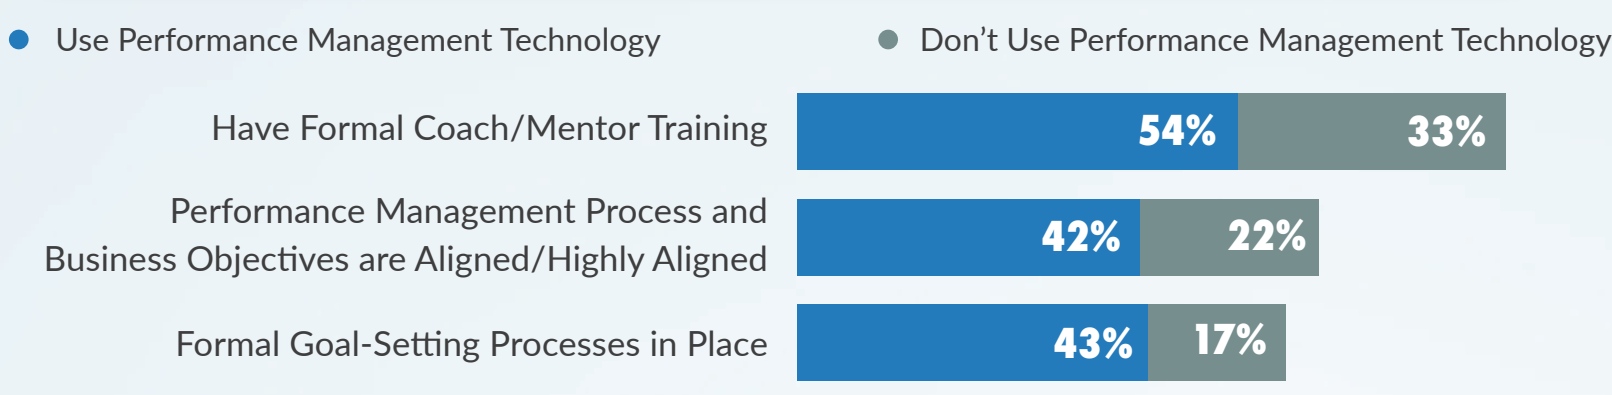 Use Performance Management Technology
Don’t Use Performance Management Technology
Have Formal Coach/Mentor Training
54%
33%
Performance Management Process and
Business Objectives are Aligned/Highly Aligned
42%
22%
Formal Goal-Setting Processes in Place
43%
17%